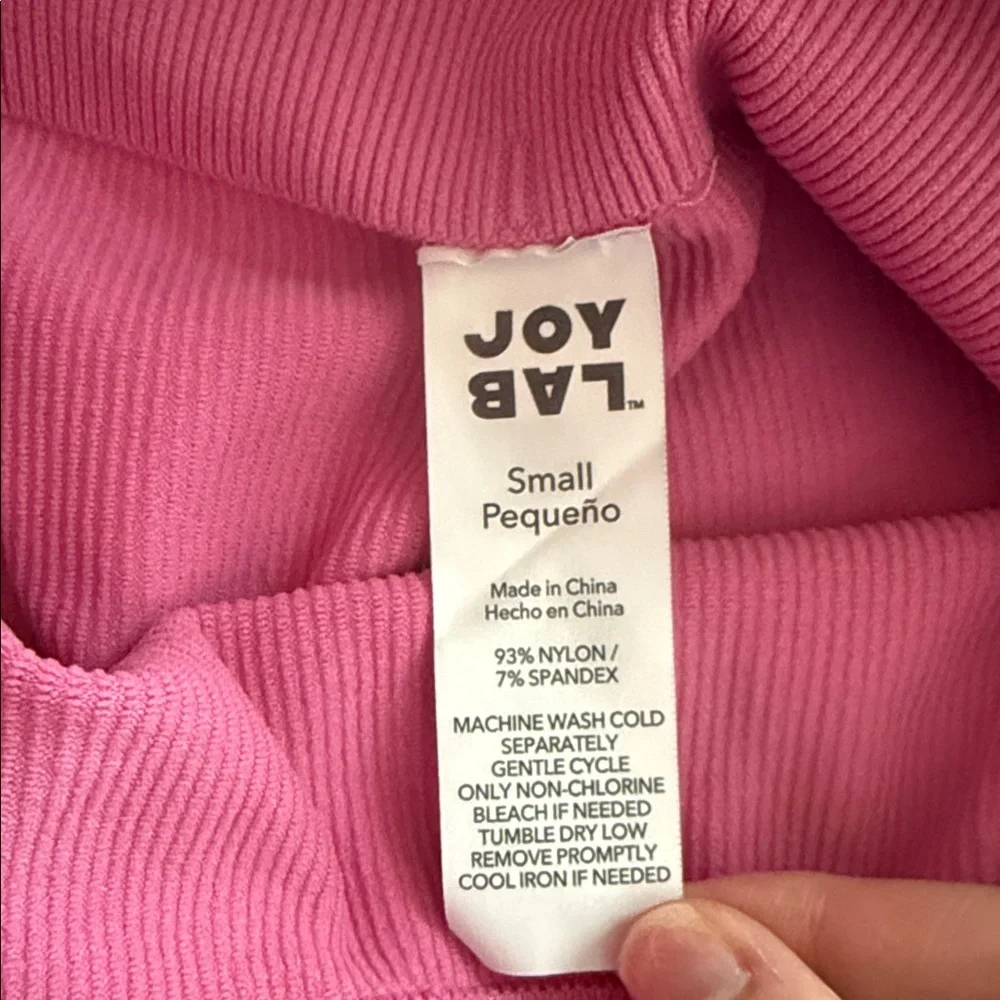 JOY
LAB™
Small
Pequeño
Made in China
Hecho en China
93% NYLON /
7% SPANDEX
MACHINE WASH COLD
SEPARATELY
GENTLE CYCLE
ONLY NON-CHLORINE
BLEACH IF NEEDED
TUMBLE DRY LOW
REMOVE PROMPTLY
COOL IRON IF NEEDED